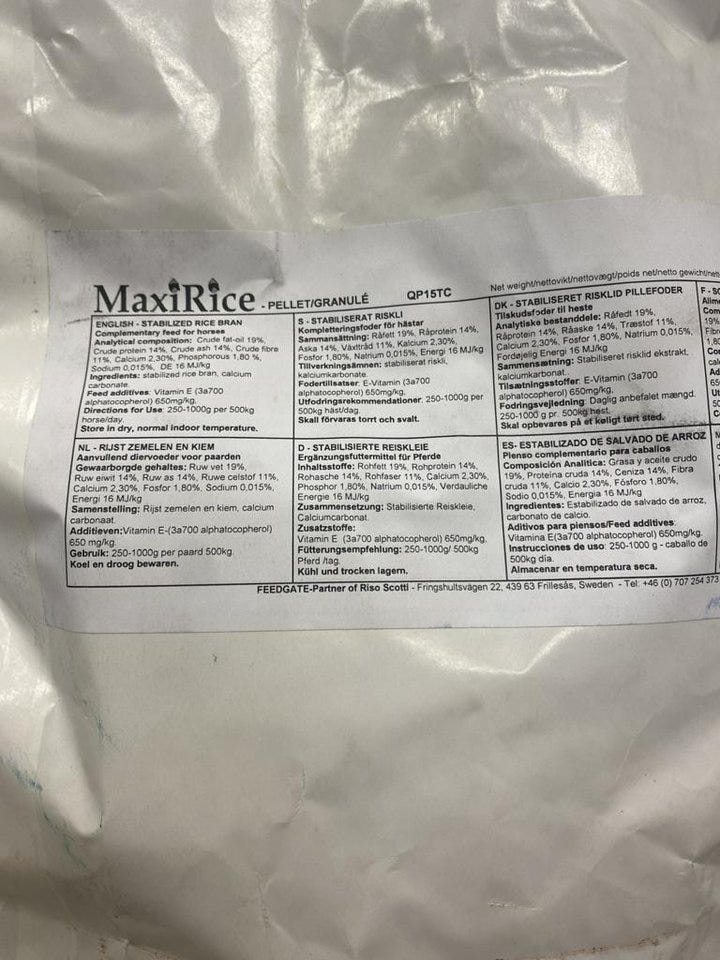 MaxiRice - PELLET/GRANULÉ QP15TC Net weight/nettovikt/nettovægt/poids net/netto gewicht/
ENGLISH - STABILIZED RICE BRAN
Complementary feed for horses
Analytical composition: Crude fat-oil 19%,
Crude protein 14%, Crude ash 14%, Crude fibre
11%, Calcium 2,30%, Phosphorous 1,80 %,
Sodium 0,015%, DE 16 MJ/kg
Ingredients: stabilized rice bran, calcium
carbonate.
Feed additives: Vitamin E (3a700
alphatocopherol) 650mg/kg.
Directions for Use: 250-1000g per 500kg
horse/day.
Store in dry, normal indoor temperature.
S - STABILISERAT RISKLI
Kompletteringsfoder för hästar
Sammansättning: Råfett 19%, Råprotein 14%,
Aska 14%, Växttråd 11%, Kalcium 2,30%,
Fosfor 1,80%, Natrium 0,015%, Energi 16 MJ/kg
Tillverkningsämnen: stabiliserat riskli,
kalciumkarbonate.
Fodertillsatser: E-Vitamin (3a700
alphatocopherol) 650mg/kg.
Utfodringsrekommendationer: 250-1000g per
500kg häst/dag.
Skall förvaras torrt och svalt.
DK - STABILISERET RISKLID PILLEFODER
Tilskudsfoder til heste
Analytiske bestanddele: Råfedt 19%,
Råprotein 14%, Råaske 14%, Træstof 11%,
Calcium 2,30%, Fosfor 1,80%, Natrium 0,015%,
Fordøjelig Energi 16 MJ/kg
Sammensætning: Stabiliseret risklid ekstrakt,
kalciumkarbonat.
Tilsætningsstoffer: E-Vitamin (3a700
alphatocopherol) 650mg/kg.
Fodringsvejledning: Daglig anbefalet mængd.
250-1000 g pr. 500kg hest.
Skal opbevares på et køligt tørt sted.
NL - RIJST ZEMELEN EN KIEM
Aanvullend diervoeder voor paarden
Gewaarborgde gehaltes: Ruw vet 19%,
Ruw eiwit 14%, Ruw as 14%, Ruwe celstof 11%,
Calcium 2,30%, Fosfor 1,80%, Sodium 0,015%,
Energi 16 MJ/kg
Samenstelling: Rijst zemelen en kiem, calcium
carbonaat.
Additieven:Vitamin E-(3a700 alphatocopherol)
650 mg/kg.
Gebruik: 250-1000g per paard 500kg.
Koel en droog bewaren.
D - STABILISIERTE REISKLEIE
Ergänzungsfuttermittel für Pferde
Inhaltsstoffe: Rohfett 19%, Rohprotein 14%,
Rohasche 14%, Rohfaser 11%, Calcium 2,30%,
Phosphor 1,80%, Natrium 0,015%, Verdauliche
Energie 16 MJ/kg
Zusammensetzung: Stabilisierte Reiskleie,
Calciumcarbonat.
Zusatzstoffe:
Vitamin E (3a700 alphatocopherol) 650mg/kg,
Fütterungsempfehlung: 250-1000g/ 500kg
Pferd /tag.
Kühl und trocken lagern.
ES- ESTABILIZADO DE SALVADO DE ARROZ
Pienso complementario para caballos
Composición Analitica: Grasa y aceite crudo
19%, Proteína cruda 14%, Ceniza 14%, Fibra
cruda 11%, Calcio 2,30%, Fósforo 1,80%,
Sodio 0,015%, Energia 16 MJ/kg
Ingredientes: Estabilizado de salvado de arroz,
carbonato de calcio.
Aditivos para piensos/Feed additives:
Vitamina E(3a700 alphatocopherol) 650mg/kg.
Instrucciones de uso: 250-1000 g - caballo de
500kg día.
Almacenar en temperatura seca.
FEEDGATE-Partner of Riso Scotti - Fringshultsvägen 22, 439 63 Frillesås, Sweden - Tel: +46 (0) 707 254 373